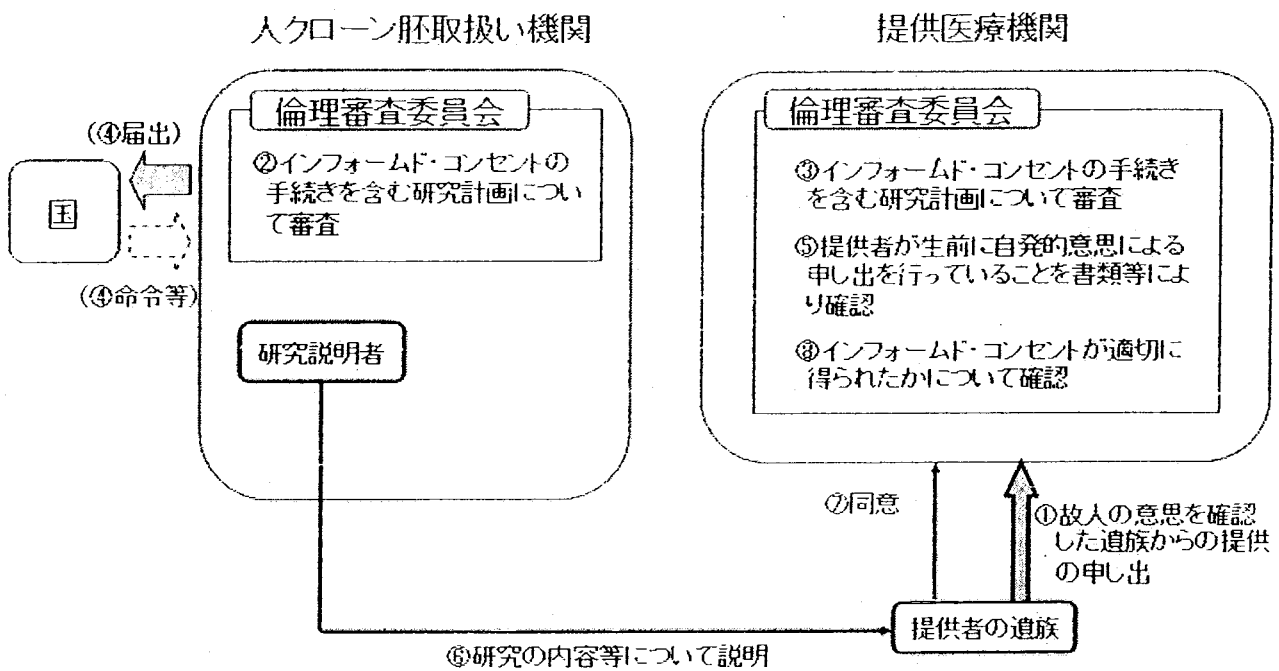 人クローン胚取扱い機関
提供医療機関
倫理審査委員会
②インフォームド・コンセントの
手続きを含む研究計画につい
て審査
(④届出)
国
(④命令等)
研究説明者
倫理審査委員会
③インフォームド・コンセントの手続き
を含む研究計画について審査
⑤提供者が生前に自発的意思による
申し出を行っていることを書類等によ
り確認
⑧インフォームド・コンセントが適切に
得られたかについて確認
⑦同意
①故人の意思を確認
した遺族からの提供
の申し出
提供者の遺族
⑥研究の内容等について説明